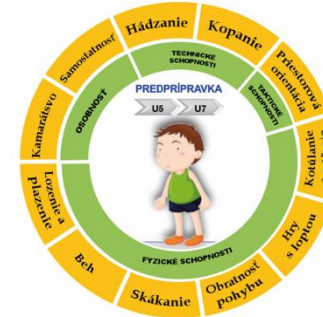 Hádzanie
Kopanie
Priestorová
orientácia
Kotúľanie
Hry
s loptou
Obratnosť
pohybu
Skákanie
Beh
Lozenie a
plazenie
Kamarátsvo
Samostatnosť
TECHNICKÉ
SCHOPNOSTI
TAKTICKÉ
SCHOPNOSTI
FYZICKÉ SCHOPNOSTI
OSOBNOSŤ
PREDPRÍPRAVKA
U5 U7